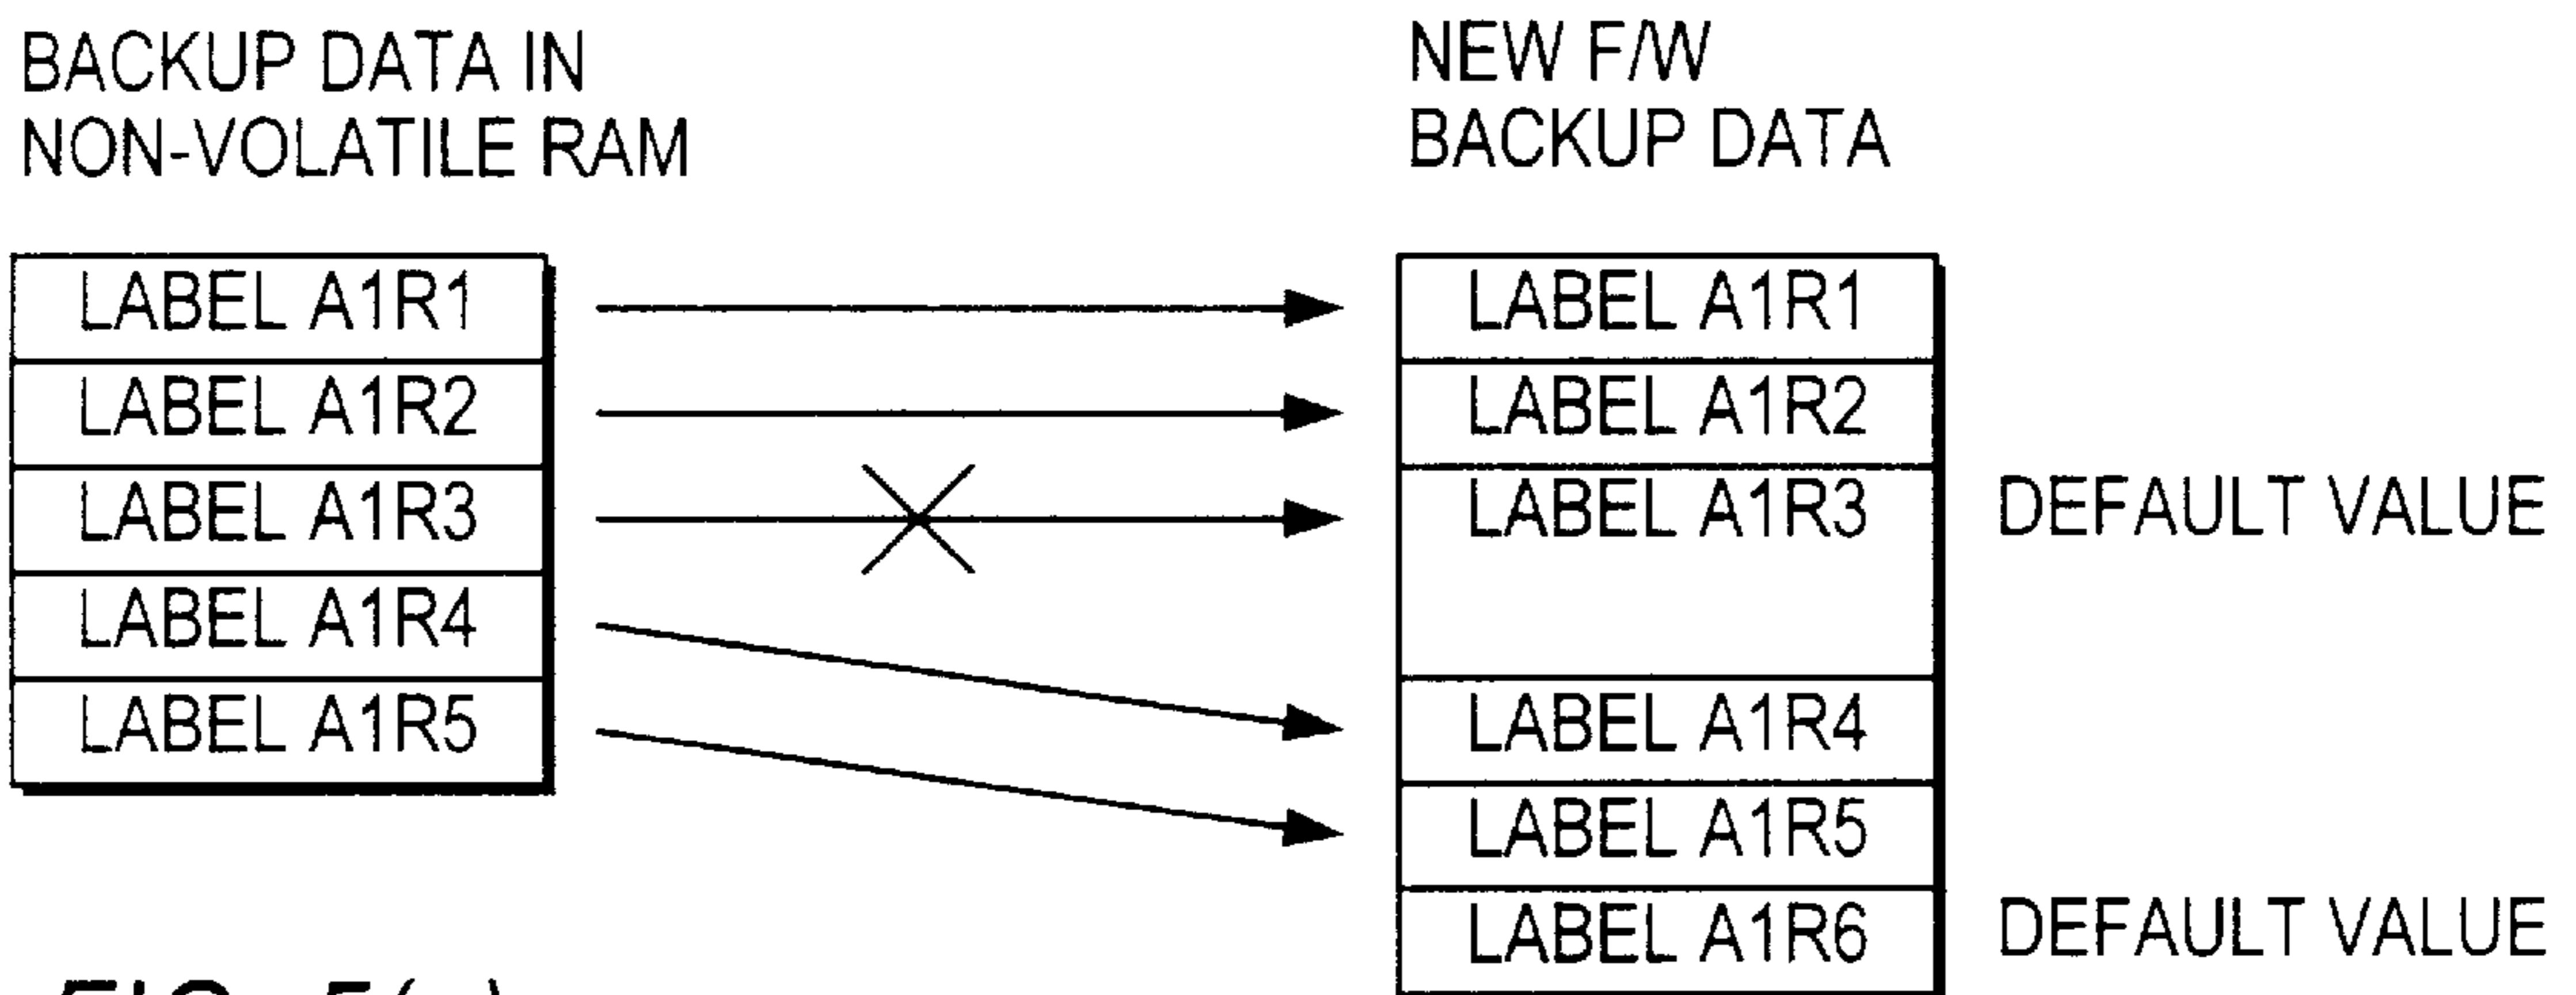 BACKUP DATA IN
NON-VOLATILE RAM
NEW F/W
BACKUP DATA
LABEL A1R1
LABEL A1R2
LABEL A1R3
LABEL A1R4
LABEL A1R5
LABEL A1R1
LABEL A1R2
LABEL A1R3
DEFAULT VALUE
LABEL A1R4
LABEL A1R5
LABEL A1R6
DEFAULT VALUE